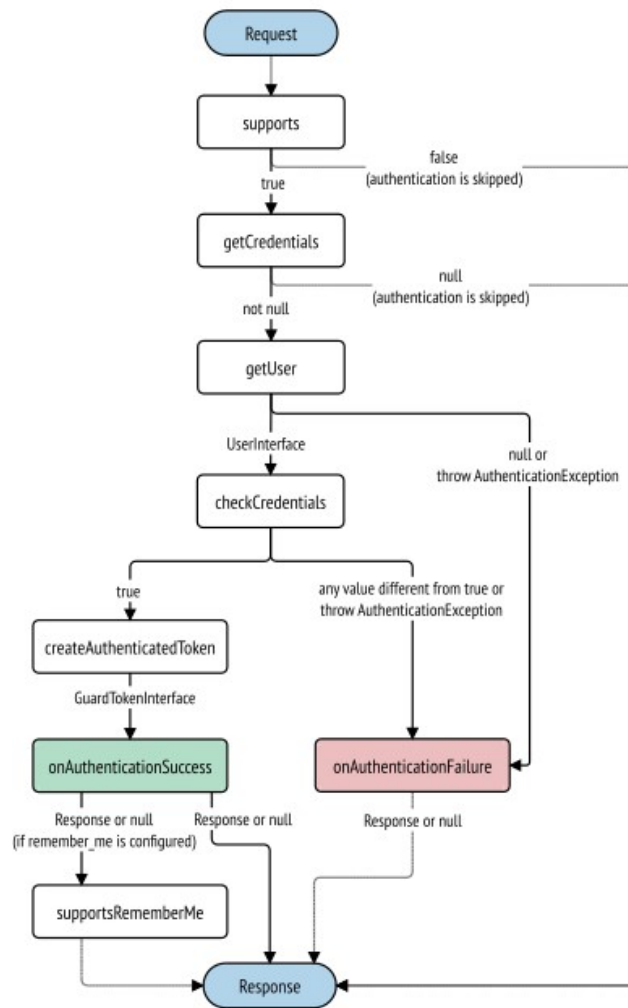 Request
supports
false
(authentication is skipped)
true
getCredentials
null
(authentication is skipped)
not null
getUser
UserInterface
null or
throw AuthenticationException
checkCredentials
true
any value different from true or
throw AuthenticationException
createAuthenticatedToken
GuardTokenInterface
onAuthenticationSuccess
onAuthenticationFailure
Response or null
(if remember_me is configured)
Response or null
Response or null
supportsRememberMe
Response